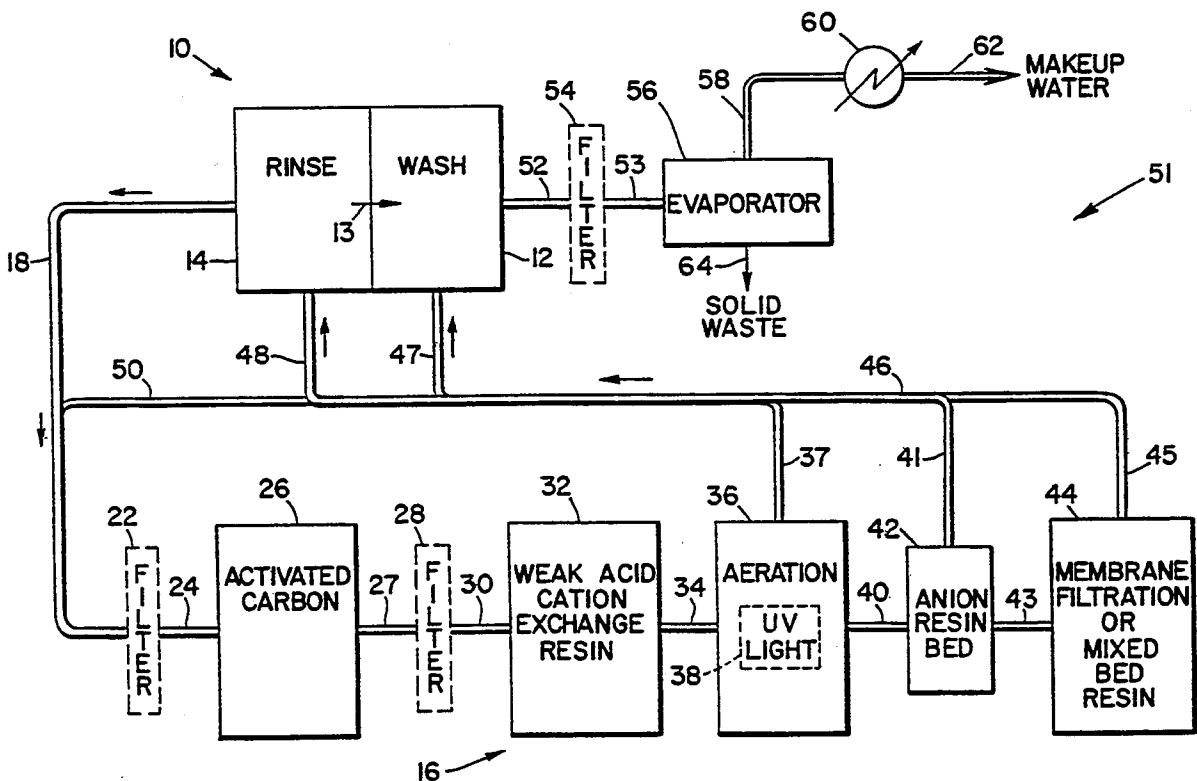 10
60
62
58
MAKEUP
WATER
54
56
RINSE
WASH
FILTER
52
53
51
13
EVAPORATOR
18
14
12
64
SOLID
WASTE
48
47
50
46
37
41
45
26
32
36
44
22
28
42
FILTER
24
ACTIVATED
CARBON
27
FILTER
30
WEAK ACID
CATION
EXCHANGE
RESIN
34
AERATION
UV
LIGHT
38
40
ANION
RESIN
BED
43
MEMBRANE
FILTRATION
OR
MIXED
BED
RESIN
16